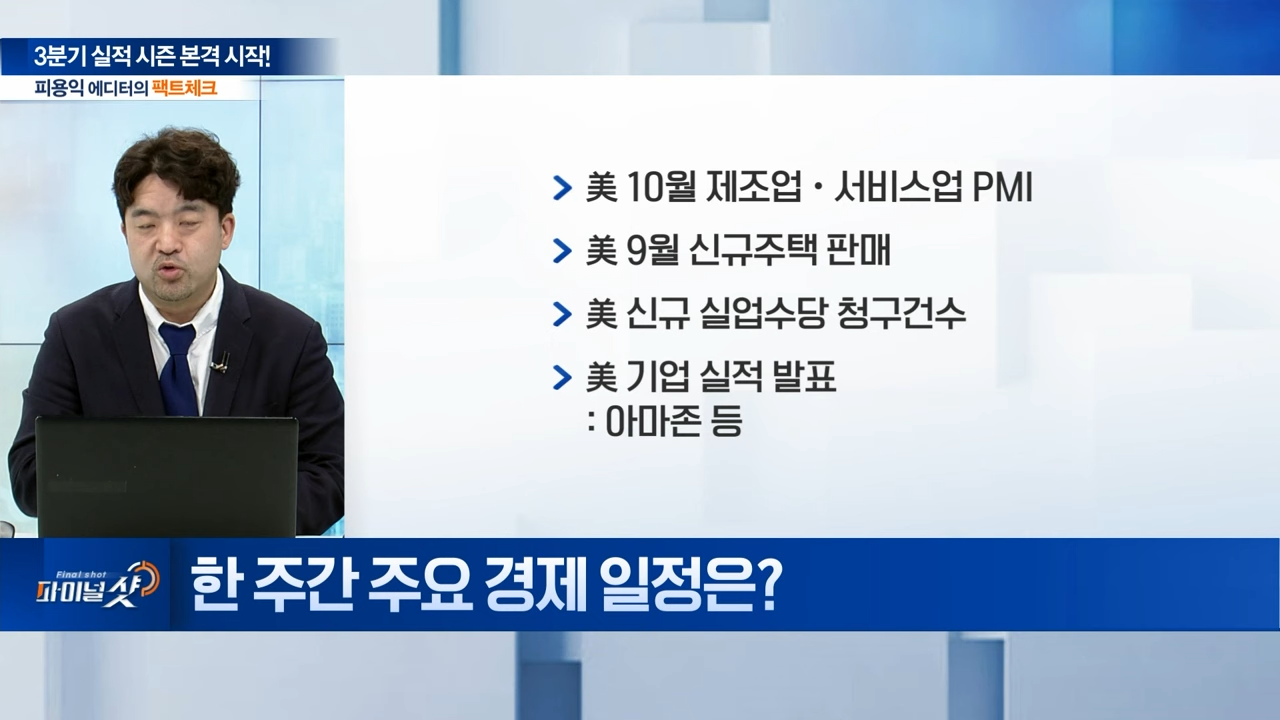 3분기 실적 시즌 본격 시작!
피용익 에디터의 팩트체크
美 10월 제조업·서비스업 PMI
美 9월 신규주택 판매
美 신규 실업수당 청구건수
美 기업 실적 발표
: 아마존 등
Final shot
파이널샷
한 주간 주요 경제 일정은?